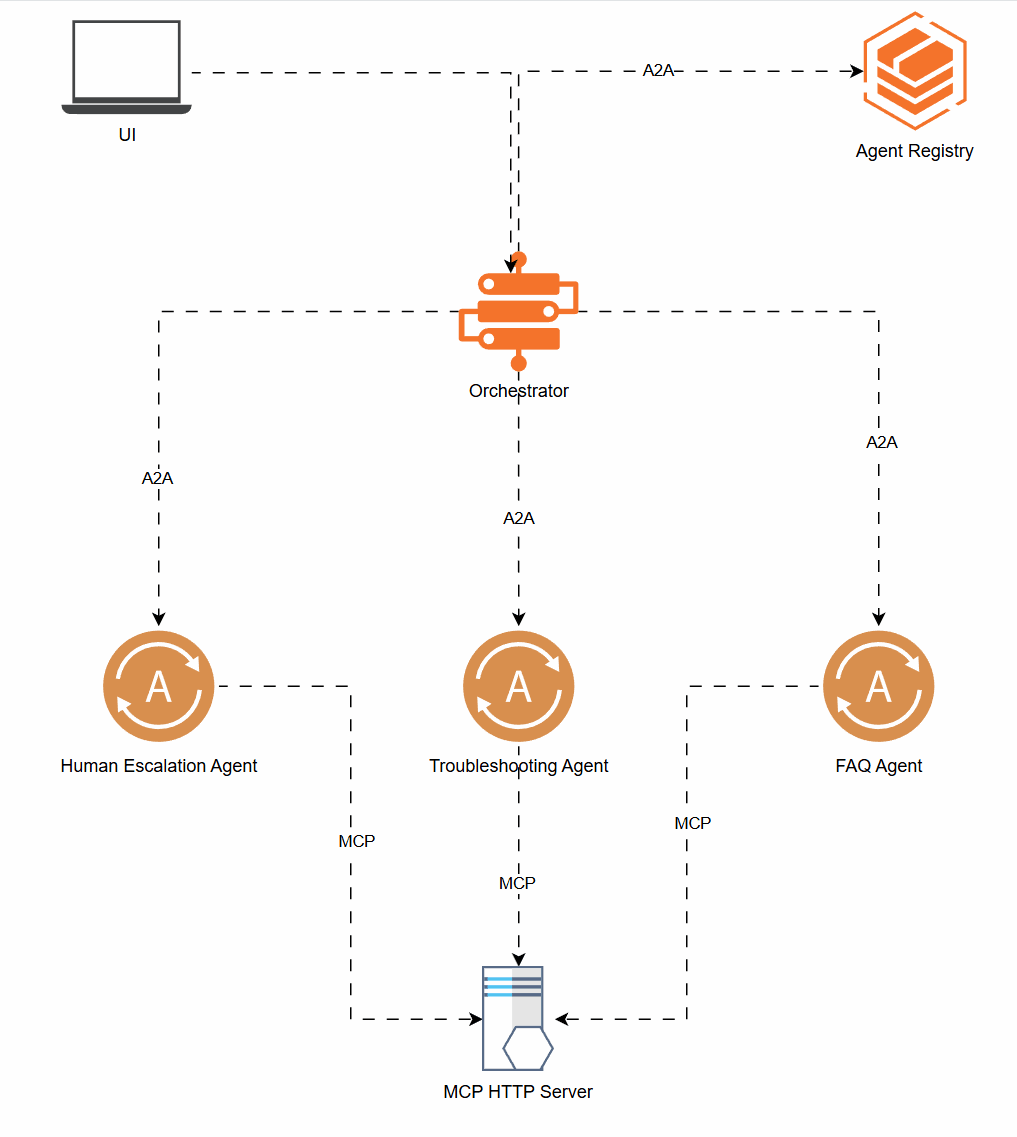 A2A
UI
Agent Registry
Orchestrator
A2A
A2A
A2A
A
A
A
Human Escalation Agent
Troubleshooting Agent
FAQ Agent
MCP
MCP
MCP
MCP HTTP Server